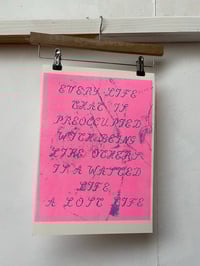 EVERY LIFE
THAT IS
PREOCCUPIED
WITH BEING
LIKE OTHERS
IS A WASTED
LIFE
A LOST LIFE